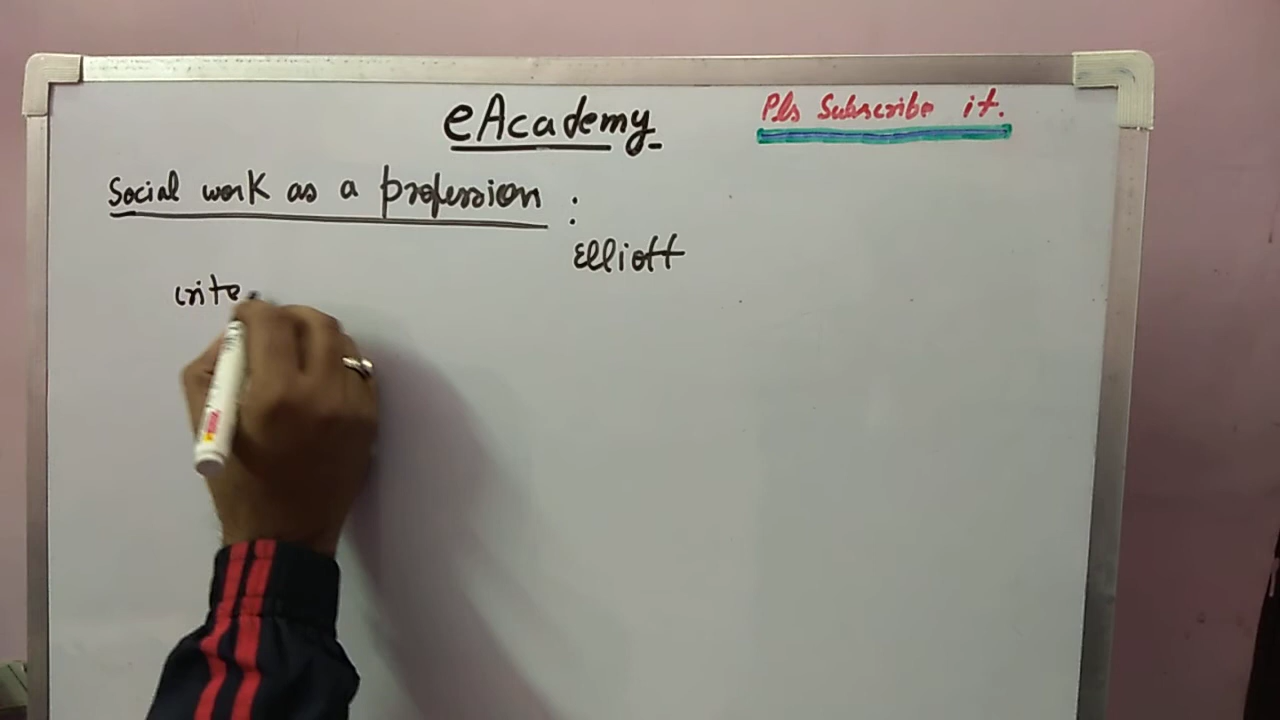 eAcademy
Pls Subscribe it.
Social work as a profession :
Elliott
crite